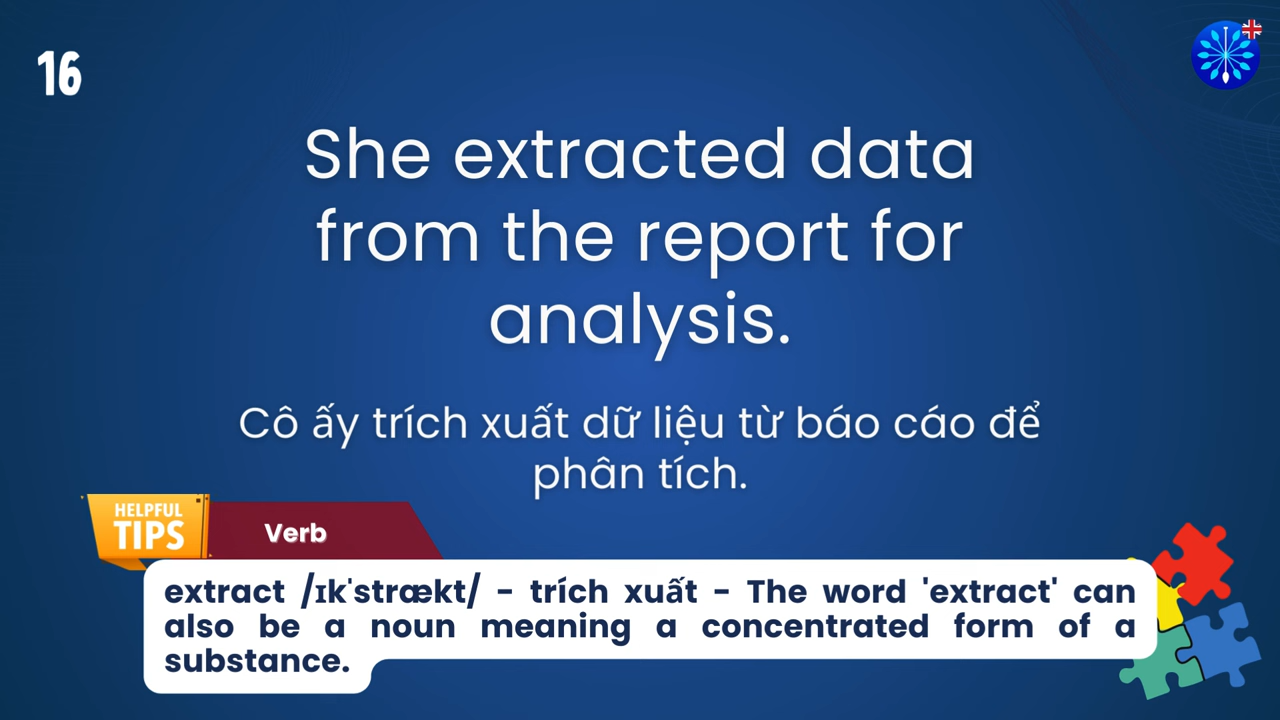 16
She extracted data
from the report for
analysis.
Cô ấy trích xuất dữ liệu từ báo cáo để
phân tích.
HELPFUL
TIPS
Verb
extract /ɪkˈstrækt/ - trích xuất - The word 'extract' can
also be a noun meaning a concentrated form of a
substance.